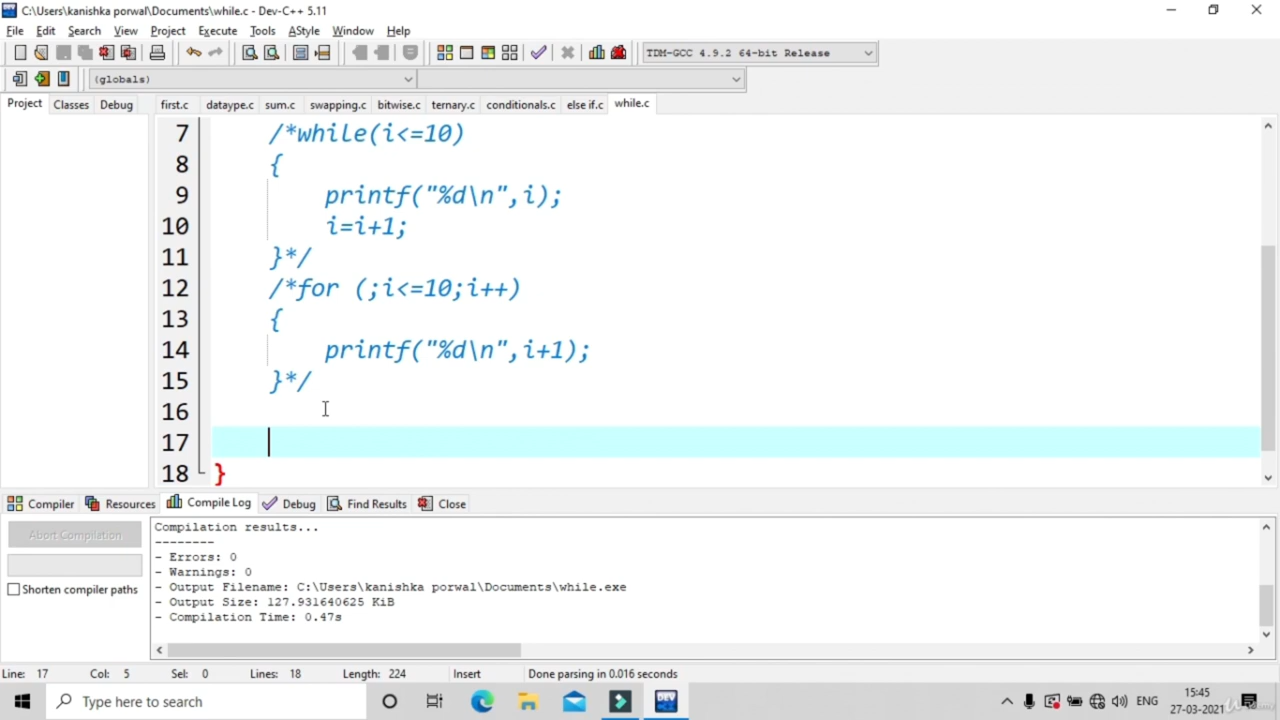 C:\Users\kanishka porwal\Documents\while.c - Dev-C++ 5.11
File Edit Search View Project Execute Tools AStyle Window Help
TDM-GCC 4.9.2 64-bit Release
(globals)
Project Classes Debug first.c dataype.c sum.c swapping.c bitwise.c ternary.c conditionals.c else if.c while.c
7 /*while(i<=10)
8 {
9 printf("%d\n",i);
10 i=i+1;
11 }*/
12 /*for (;i<=10;i++)
13 {
14 printf("%d\n",i+1);
15 }*/
16
17
18 }
Compiler Resources Compile Log Debug Find Results Close
Abort Compilation
Shorten compiler paths
Compilation results...
--------
- Errors: 0
- Warnings: 0
- Output Filename: C:\Users\kanishka porwal\Documents\while.exe
- Output Size: 127.931640625 KiB
- Compilation Time: 0.47s
Line: 17 Col: 5 Sel: 0 Lines: 18 Length: 224 Insert Done parsing in 0.016 seconds
Type here to search
DEV
ENG
15:45
27-03-2021